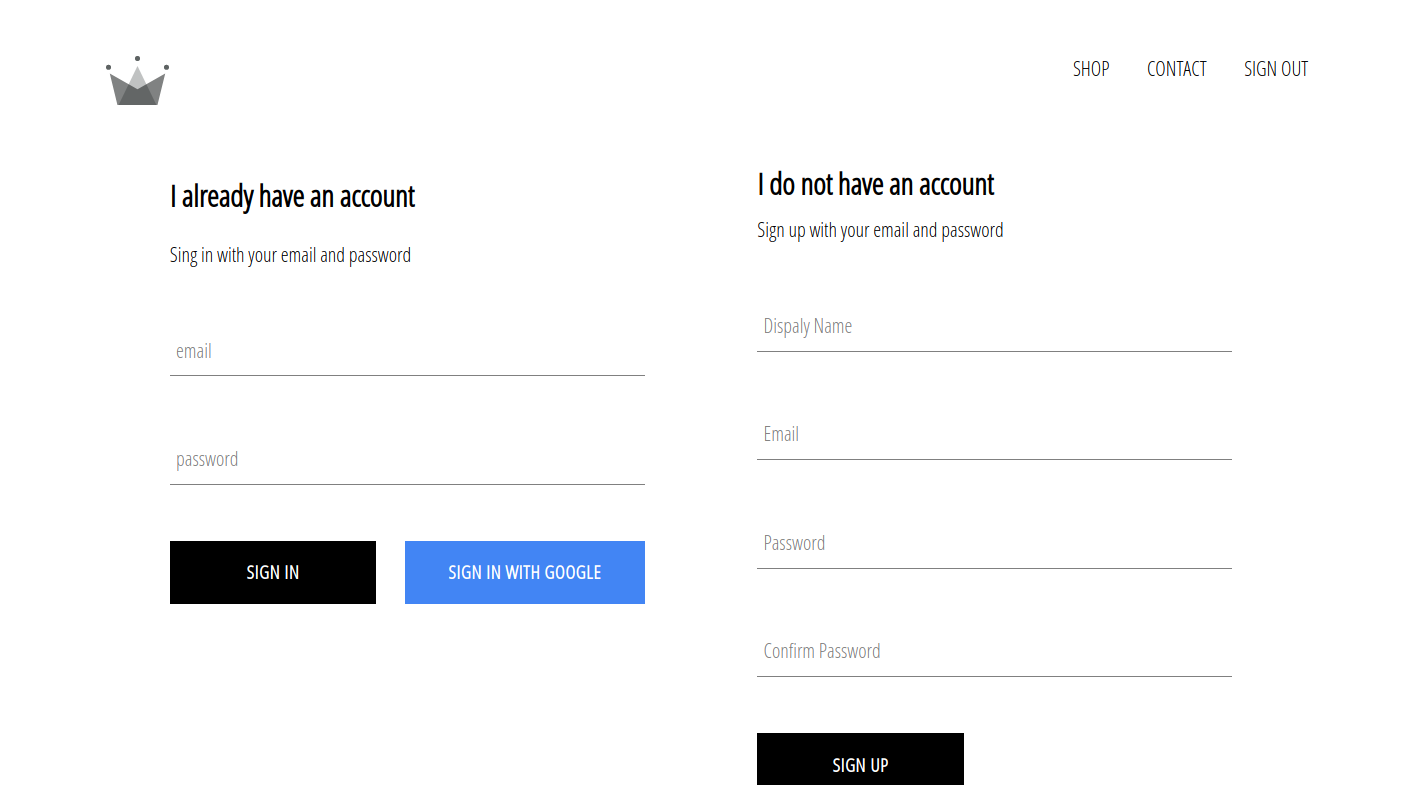 SHOP CONTACT SIGN OUT
I already have an account
Sing in with your email and password
email
password
SIGN IN SIGN IN WITH GOOGLE
I do not have an account
Sign up with your email and password
Dispaly Name
Email
Password
Confirm Password
SIGN UP